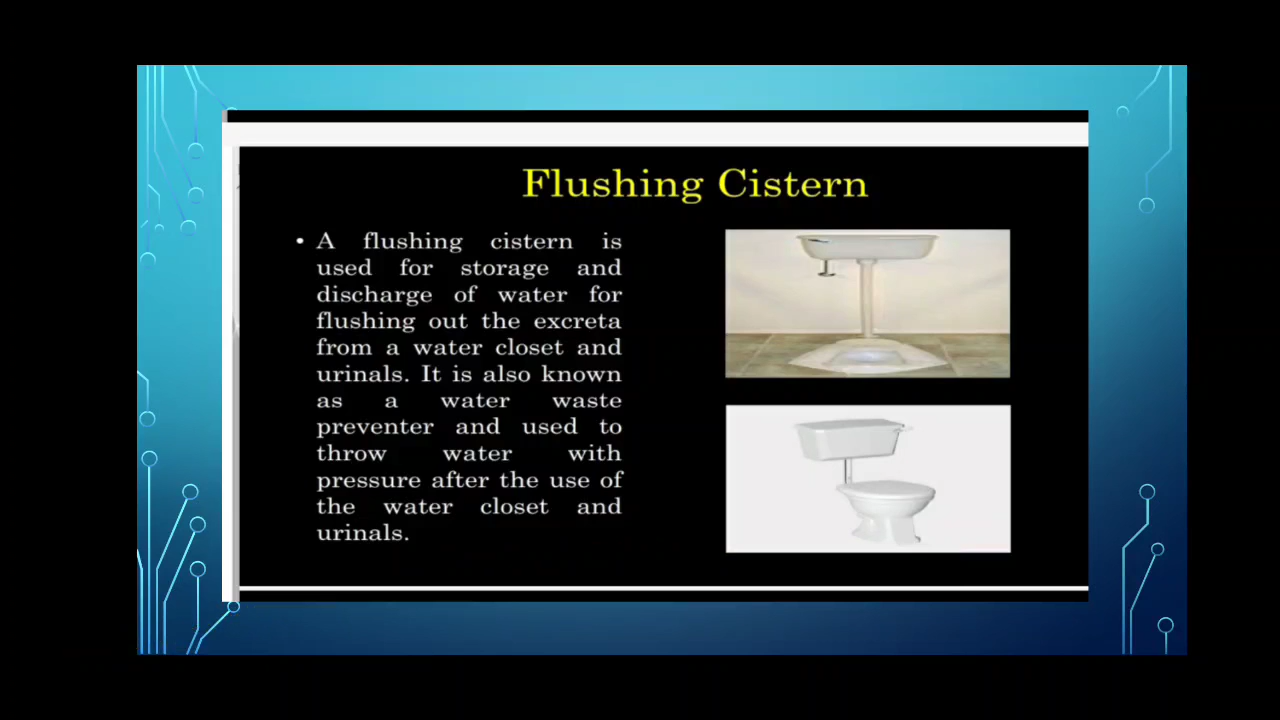 Flushing Cistern
• A flushing cistern is
used for storage and
discharge of water for
flushing out the excreta
from a water closet and
urinals. It is also known
as a water waste
preventer and used to
throw water with
pressure after the use of
the water closet and
urinals.